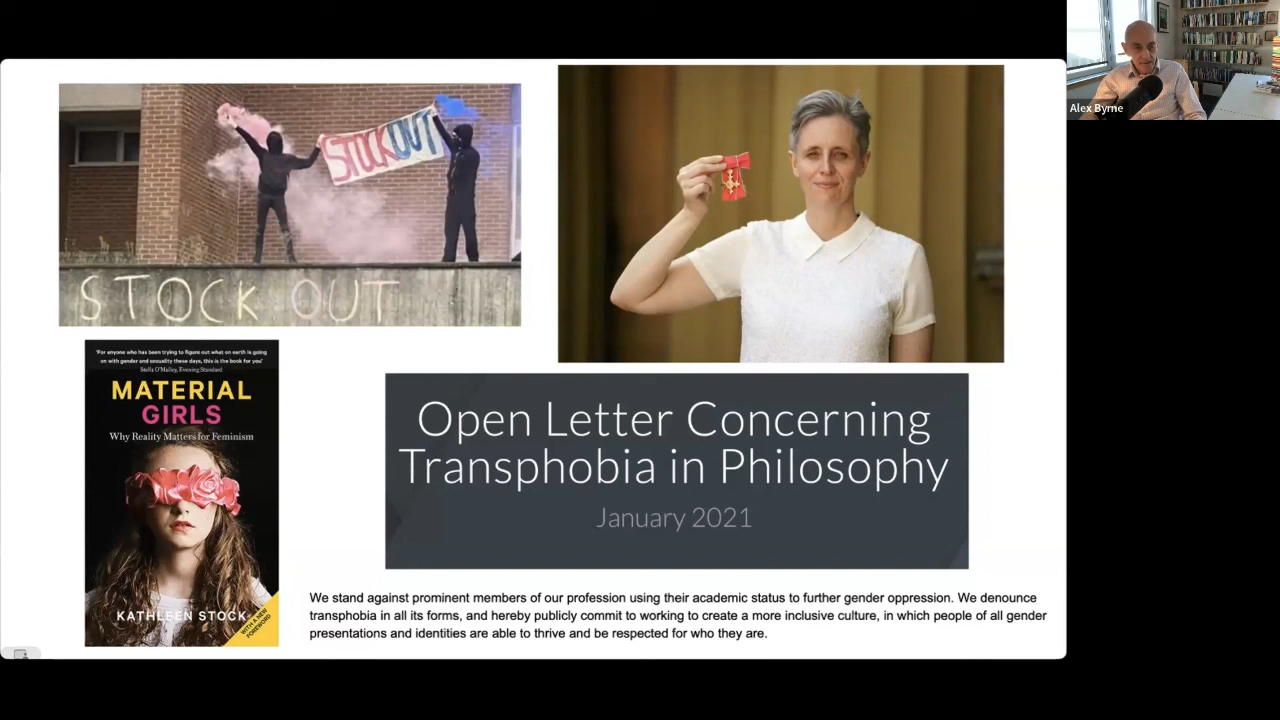 Alex Byrne
STOCK OUT
STOCK OUT
'For anyone who has been trying to figure out what on earth is going
on with gender and sexuality these days, this is the book for you'
Stella O'Malley, Evening Standard
MATERIAL
GIRLS
Why Reality Matters for Feminism
KATHLEEN STOCK
WITH A NEW
FOREWORD
Open Letter Concerning
Transphobia in Philosophy
January 2021
We stand against prominent members of our profession using their academic status to further gender oppression. We denounce
transphobia in all its forms, and hereby publicly commit to working to create a more inclusive culture, in which people of all gender
presentations and identities are able to thrive and be respected for who they are.